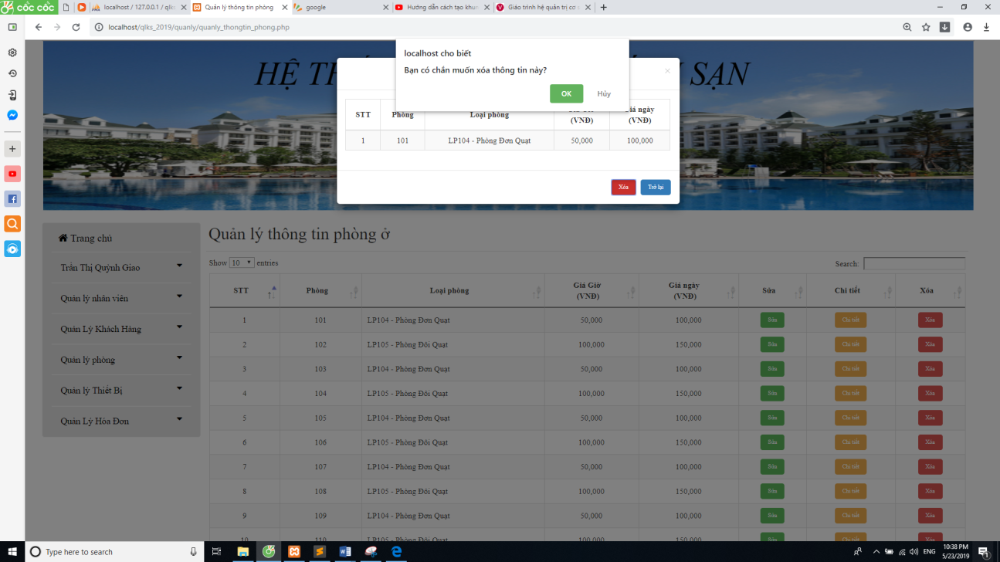 cốc cốc
localhost / 127.0.0.1 / qlks
Quản lý thông tin phòng
google
Hướng dẫn cách tạo khun
Giáo trình hệ quản trị cơ s
localhost/qlks_2019/quanly/quanly_thongtin_phong.php
localhost cho biết
Bạn có chắn muốn xóa thông tin này?
OK Hủy
HỆ TH SẠN
STT Phòng Loại phòng (VNĐ) Giá ngày (VNĐ)
1 101 LP104 - Phòng Đơn Quạt 50,000 100,000
Xóa Trở lại
Trang chủ
Trần Thị Quỳnh Giao
Quản lý nhân viên
Quản Lý Khách Hàng
Quản lý phòng
Quản lý Thiết Bị
Quản Lý Hóa Đơn
Quản lý thông tin phòng ở
Show 10 entries
Search:
STT Phòng Loại phòng Giá Giờ (VNĐ) Giá ngày (VNĐ) Sửa Chi tiết Xóa
1 101 LP104 - Phòng Đơn Quạt 50,000 100,000 Sửa Chi tiết Xóa
2 102 LP105 - Phòng Đôi Quạt 100,000 150,000 Sửa Chi tiết Xóa
3 103 LP104 - Phòng Đơn Quạt 50,000 100,000 Sửa Chi tiết Xóa
4 104 LP105 - Phòng Đôi Quạt 100,000 150,000 Sửa Chi tiết Xóa
5 105 LP104 - Phòng Đơn Quạt 50,000 100,000 Sửa Chi tiết Xóa
6 106 LP105 - Phòng Đôi Quạt 100,000 150,000 Sửa Chi tiết Xóa
7 107 LP104 - Phòng Đơn Quạt 50,000 100,000 Sửa Chi tiết Xóa
8 108 LP105 - Phòng Đôi Quạt 100,000 150,000 Sửa Chi tiết Xóa
9 109 LP104 - Phòng Đơn Quạt 50,000 100,000 Sửa Chi tiết Xóa
10 110 LP105 - Phòng Đôi Quạt 100,000 150,000 Sửa Chi tiết Xóa
Type here to search
ENG
10:38 PM
5/23/2019